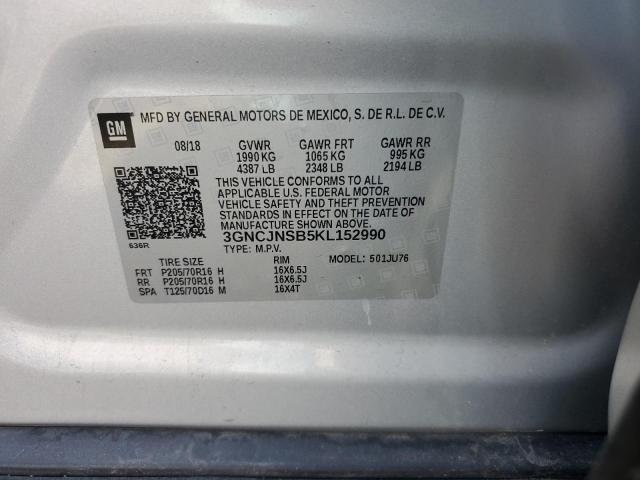 GM
MFD BY GENERAL MOTORS DE MEXICO, S. DE R.L. DE C.V.
08/18 GVWR GAWR FRT GAWR RR
1990 KG 1065 KG 995 KG
4387 LB 2348 LB 2194 LB
THIS VEHICLE CONFORMS TO ALL
APPLICABLE U.S. FEDERAL MOTOR
VEHICLE SAFETY AND THEFT PREVENTION
STANDARDS IN EFFECT ON THE DATE OF
MANUFACTURE SHOWN ABOVE.
3GNCJNSB5KL152990
636R
TYPE: M.P.V.
TIRE SIZE RIM MODEL: 501JU76
FRT P205/70R16 H 16X6.5J
RR P205/70R16 H 16X6.5J
SPA T125/70D16 M 16X4T